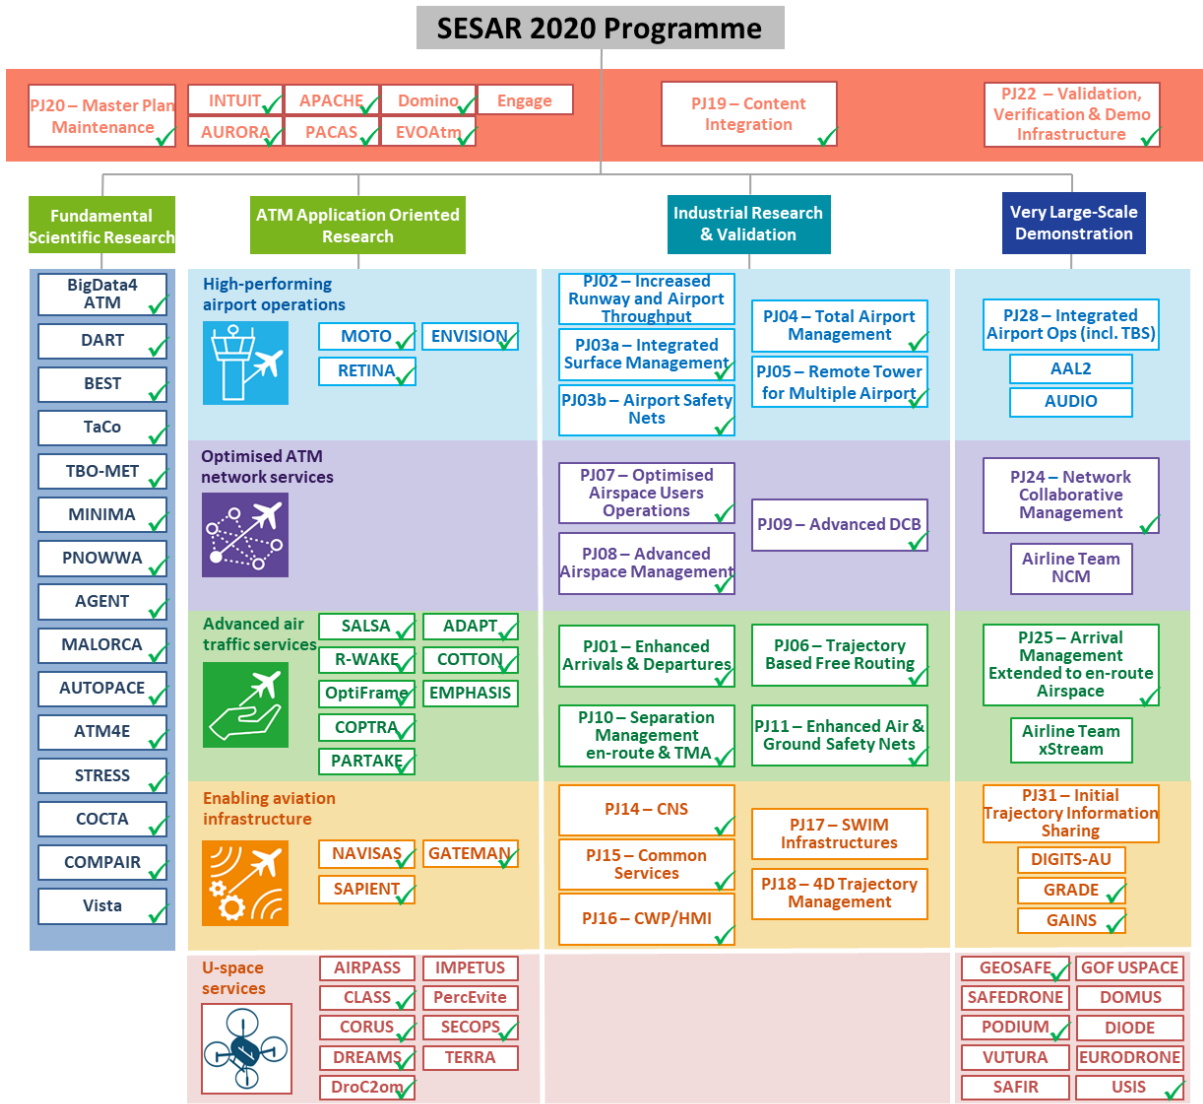 SESAR 2020 Programme
PJ20 – Master Plan
Maintenance
INTUIT
APACHE
Domino
Engage
AURORA
PACAS
EVOAtm
PJ19 – Content
Integration
PJ22 – Validation,
Verification & Demo
Infrastructure
Fundamental
Scientific Research
ATM Application Oriented
Research
Industrial Research
& Validation
Very Large-Scale
Demonstration
BigData4
ATM
DART
BEST
TaCo
TBO-MET
MINIMA
PNOWWA
AGENT
MALORCA
AUTOPACE
ATM4E
STRESS
COCTA
COMPAIR
Vista
High-performing
airport operations
MOTO
ENVISION
RETINA
PJ02 – Increased
Runway and Airport
Throughput
PJ03a – Integrated
Surface Management
PJ03b – Airport Safety
Nets
PJ04 – Total Airport
Management
PJ05 – Remote Tower
for Multiple Airport
PJ28 – Integrated
Airport Ops (incl. TBS)
AAL2
AUDIO
Optimised ATM
network services
PJ07 – Optimised
Airspace Users
Operations
PJ08 – Advanced
Airspace Management
PJ09 – Advanced DCB
PJ24 – Network
Collaborative
Management
Airline Team
NCM
Advanced air
traffic services
SALSA
ADAPT
R-WAKE
COTTON
OptiFrame
EMPHASIS
COPTRA
PARTAKE
PJ01 – Enhanced
Arrivals & Departures
PJ10 – Separation
Management
en-route & TMA
PJ06 – Trajectory
Based Free Routing
PJ11 – Enhanced Air &
Ground Safety Nets
PJ25 – Arrival
Management
Extended to en-route
Airspace
Airline Team
xStream
Enabling aviation
infrastructure
NAVISAS
GATEMAN
SAPIENT
PJ14 – CNS
PJ15 – Common
Services
PJ16 – CWP/HMI
PJ17 – SWIM
Infrastructures
PJ18 – 4D Trajectory
Management
PJ31 – Initial
Trajectory Information
Sharing
DIGITS-AU
GRADE
GAINS
U-space
services
AIRPASS
IMPETUS
CLASS
PercEvite
CORUS
SECOPS
DREAMS
TERRA
DroC2om
GEOSAFE
GOF USPACE
SAFEDRONE
DOMUS
PODIUM
DIODE
VUTURA
EURODRONE
SAFIR
USIS